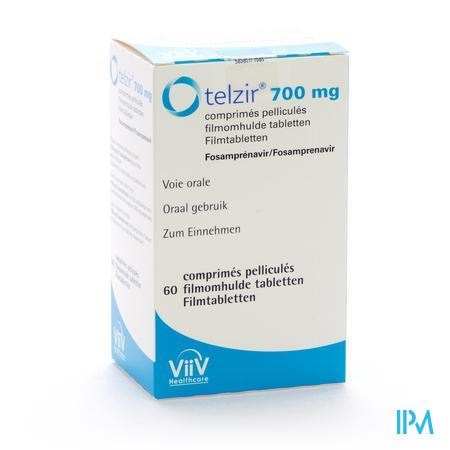 telzir® 700 mg
comprimés pelliculés
filmomhulde tabletten
Filmtabletten
Fosamprénavir/Fosamprenavir
Voie orale
Oraal gebruik
Zum Einnehmen
60 comprimés pelliculés
filmomhulde tabletten
Filmtabletten
ViiV
Healthcare
IPM